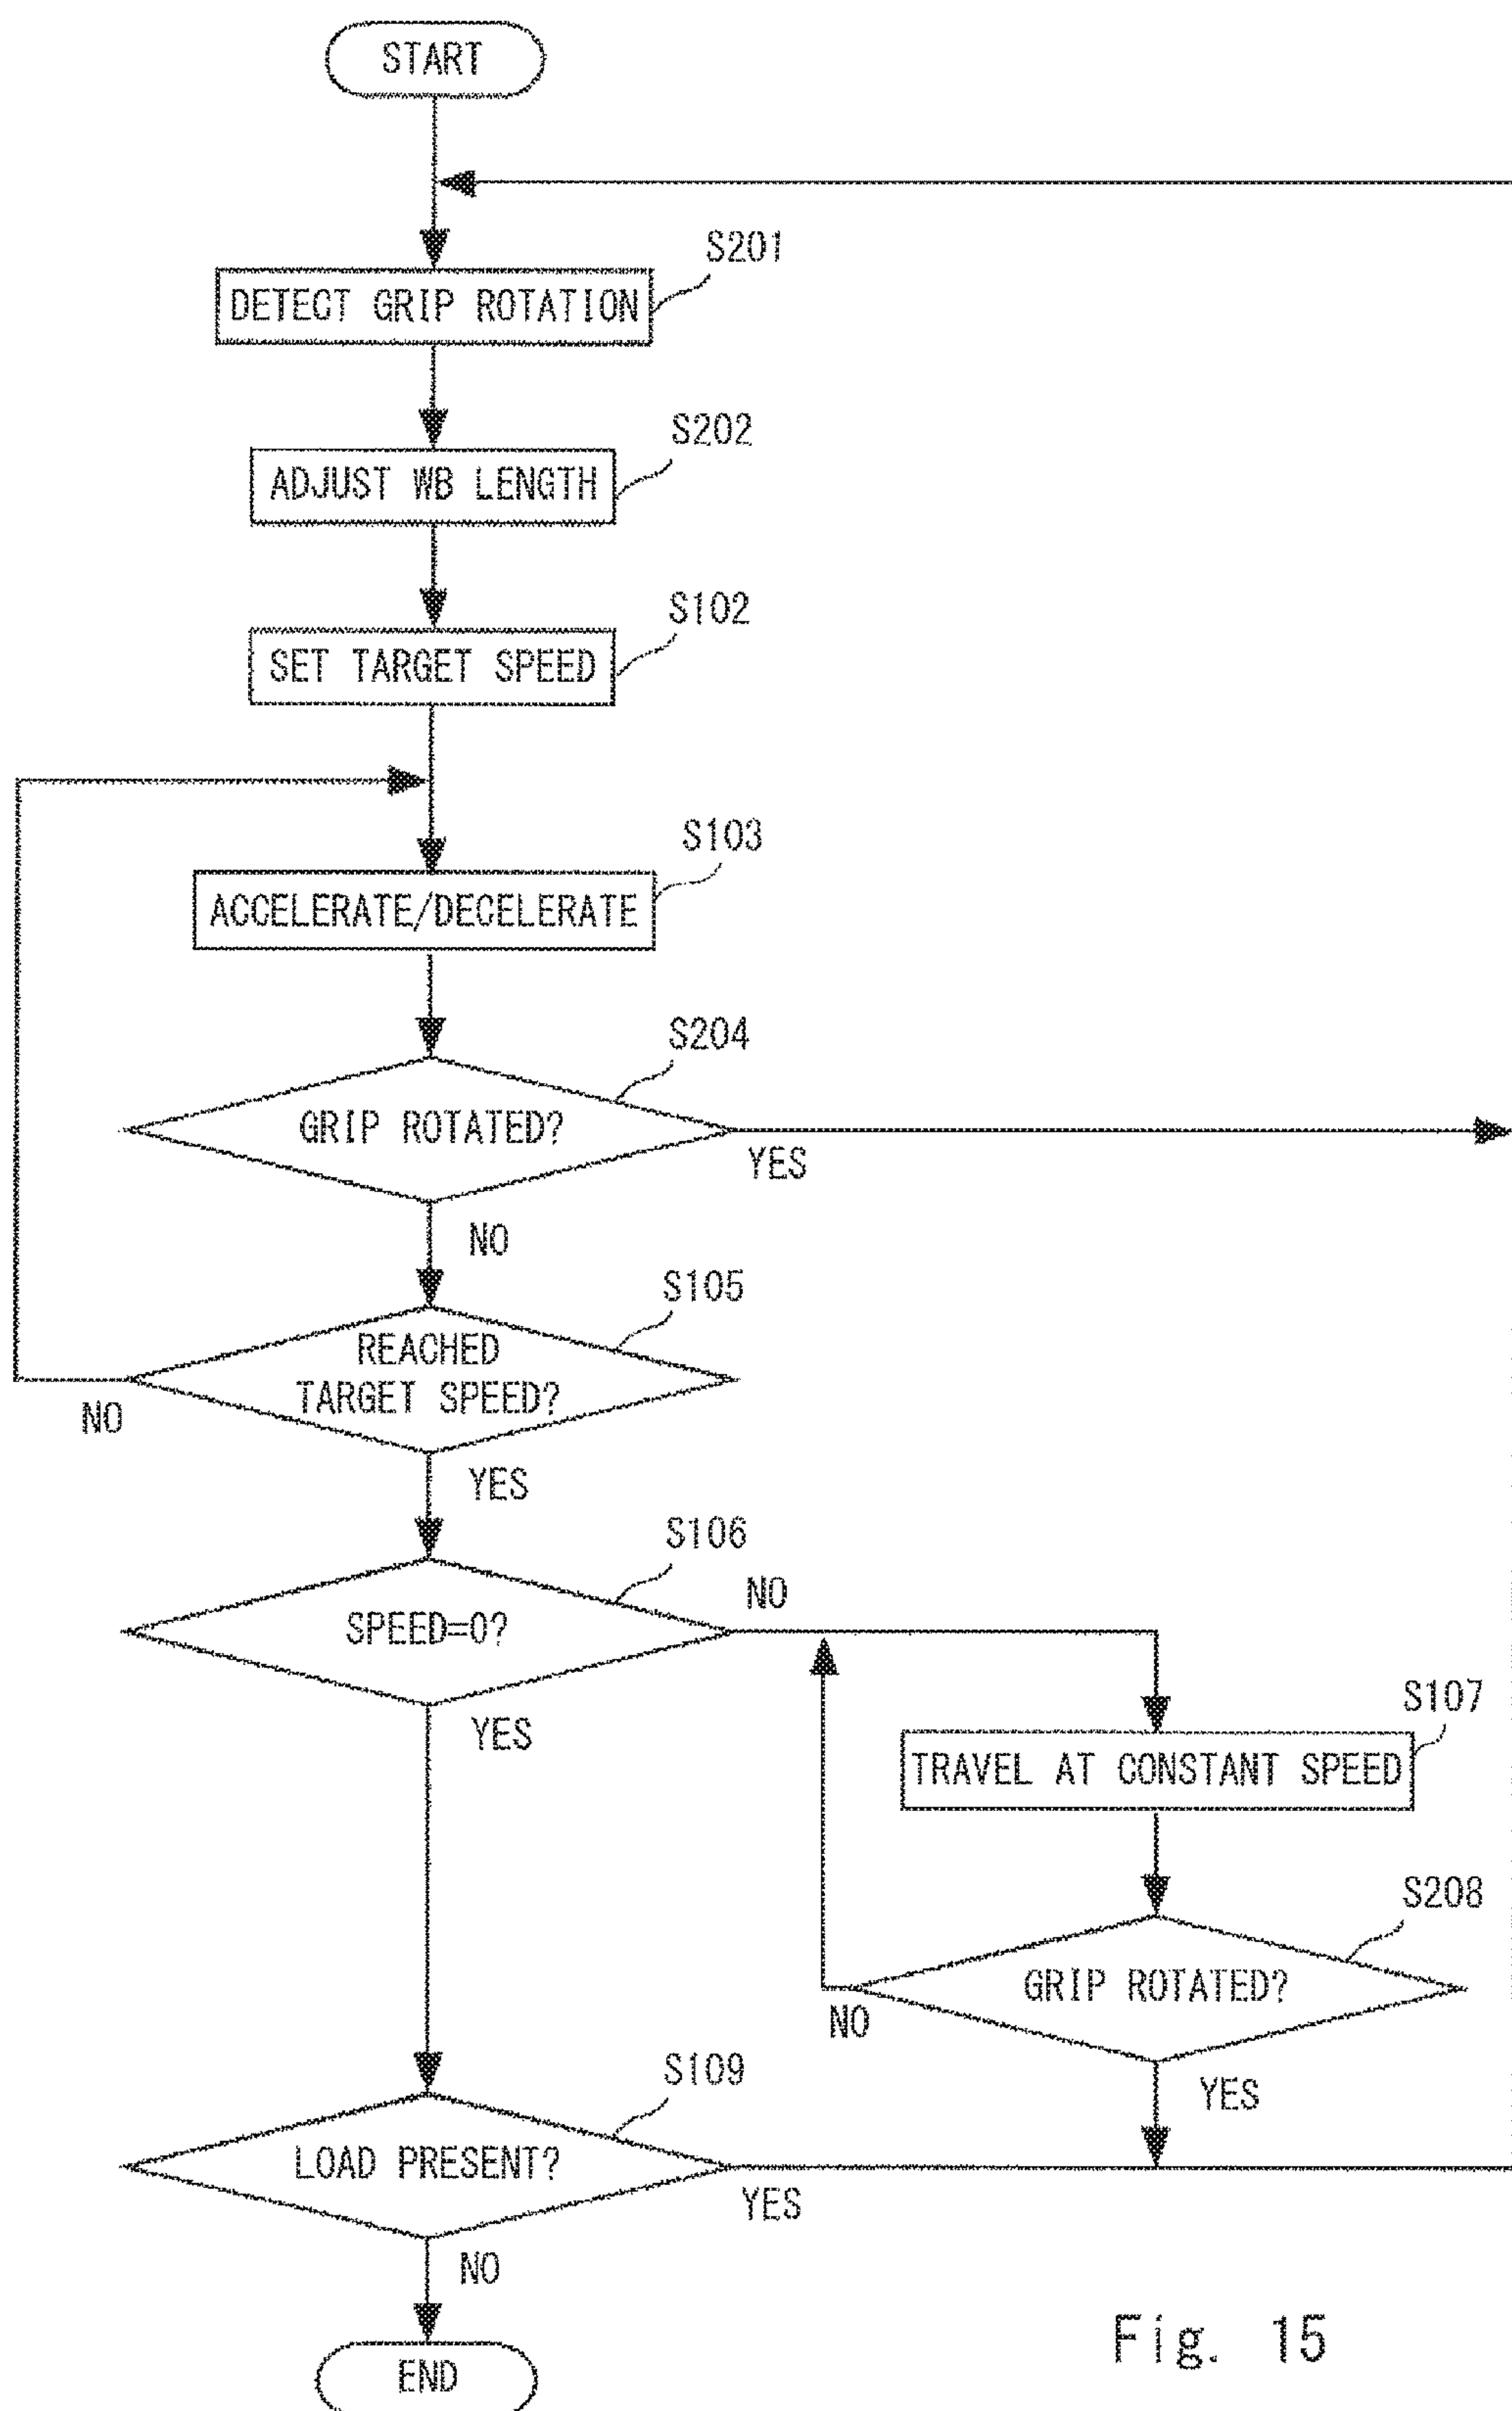 START
S201
DETECT GRIP ROTATION
S202
ADJUST WB LENGTH
S102
SET TARGET SPEED
S103
ACCELERATE/DECELERATE
S204
GRIP ROTATED?
YES
NO
S105
REACHED
TARGET SPEED?
NO
YES
S106
NO
SPEED=0?
YES
S107
TRAVEL AT CONSTANT SPEED
S208
GRIP ROTATED?
NO
YES
S109
LOAD PRESENT?
YES
NO
END
Fig. 15